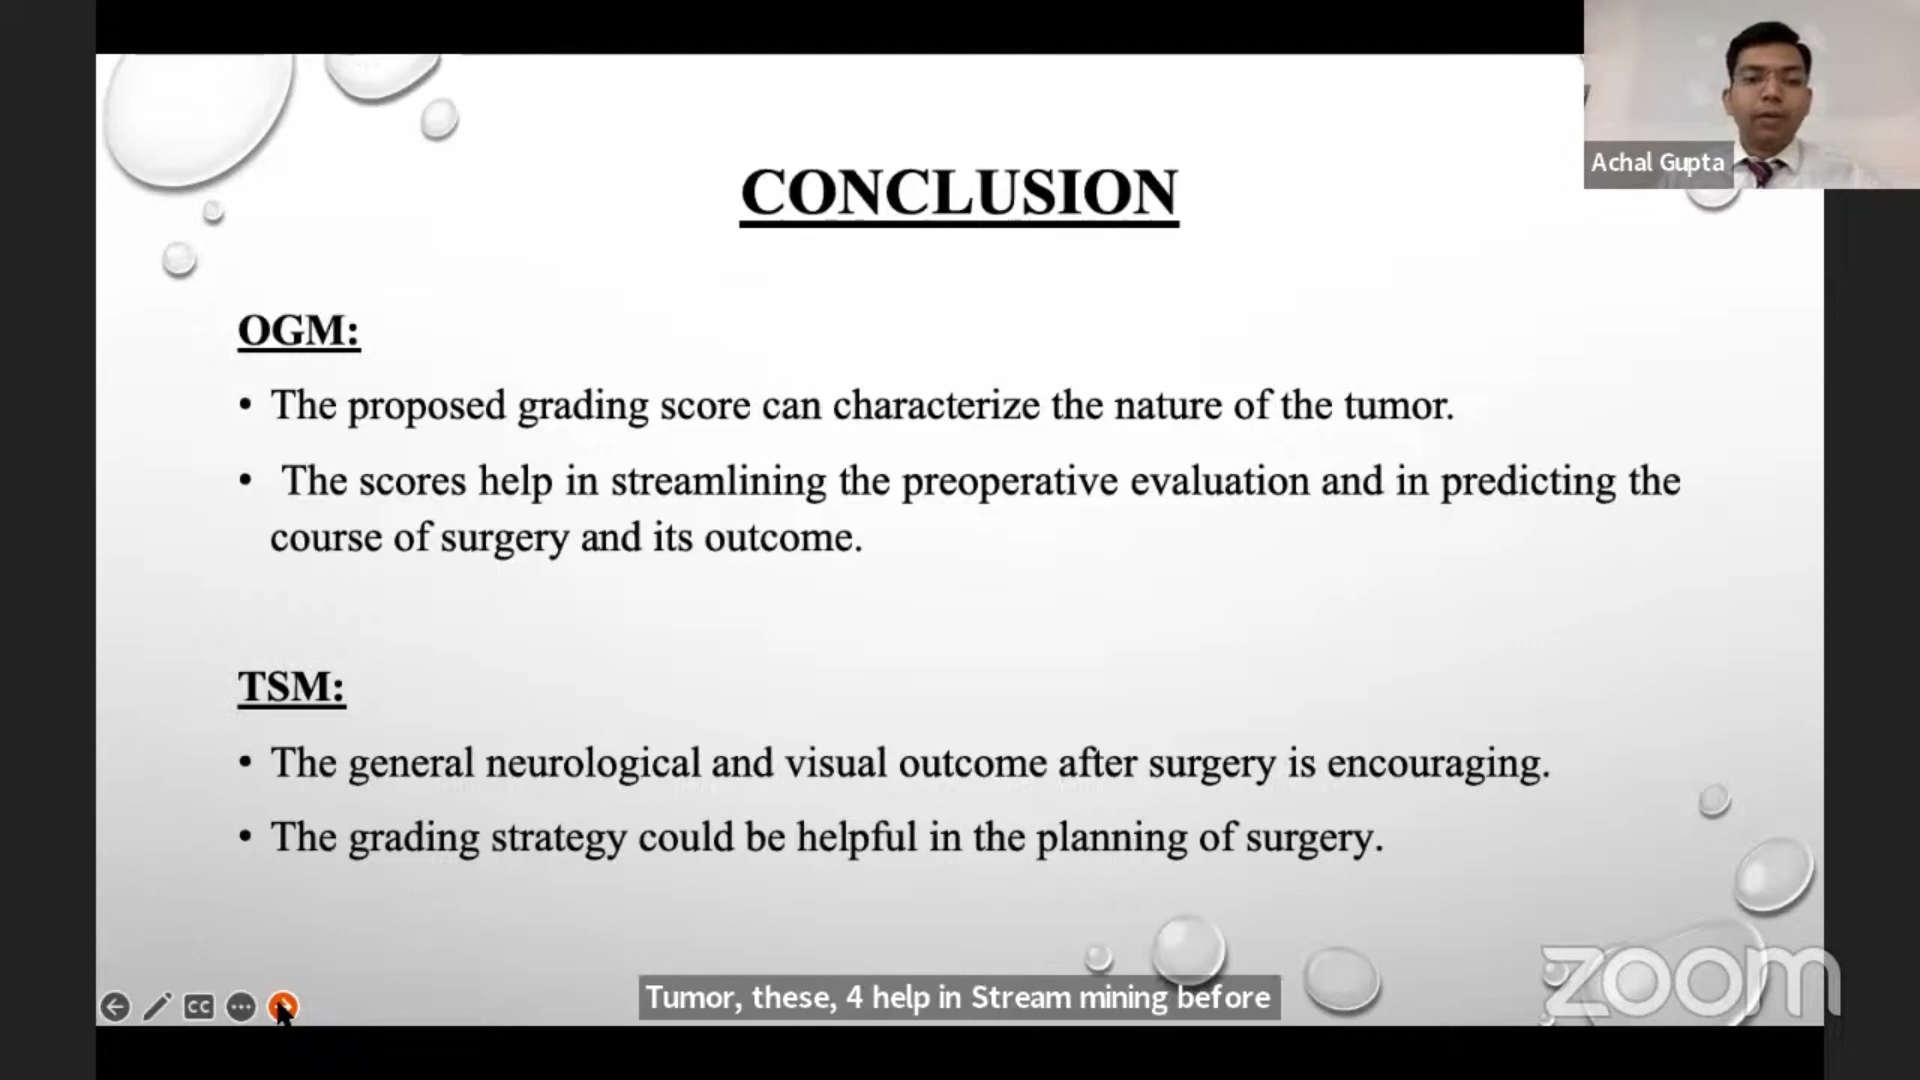 Achal Gupta
CONCLUSION
OGM:
• The proposed grading score can characterize the nature of the tumor.
• The scores help in streamlining the preoperative evaluation and in predicting the
course of surgery and its outcome.
TSM:
• The general neurological and visual outcome after surgery is encouraging.
• The grading strategy could be helpful in the planning of surgery.
zoom
CC
Tumor, these, 4 help in Stream mining before